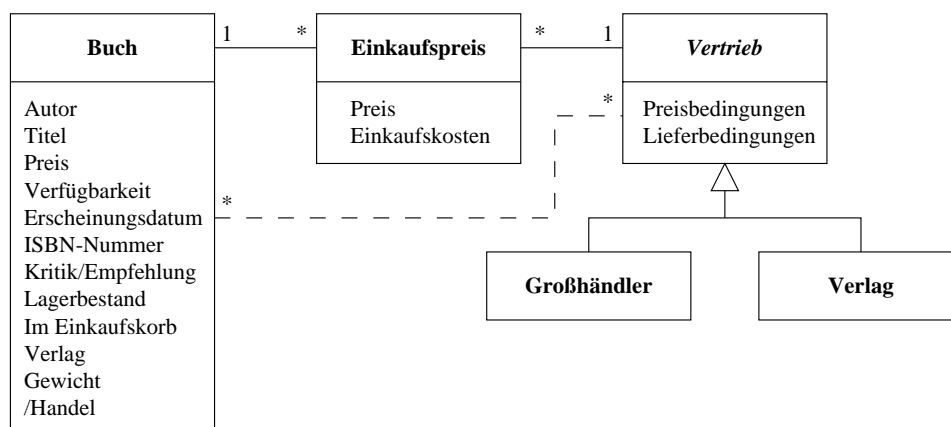 Buch
1
*
Einkaufspreis
*
1
Vertrieb
Autor
Titel
Preis
Verfügbarkeit
Erscheinungsdatum
ISBN-Nummer
Kritik/Empfehlung
Lagerbestand
Im Einkaufskorb
Verlag
Gewicht
/Handel
Preis
Einkaufskosten
*
*
Preisbedingungen
Lieferbedingungen
Großhändler
Verlag